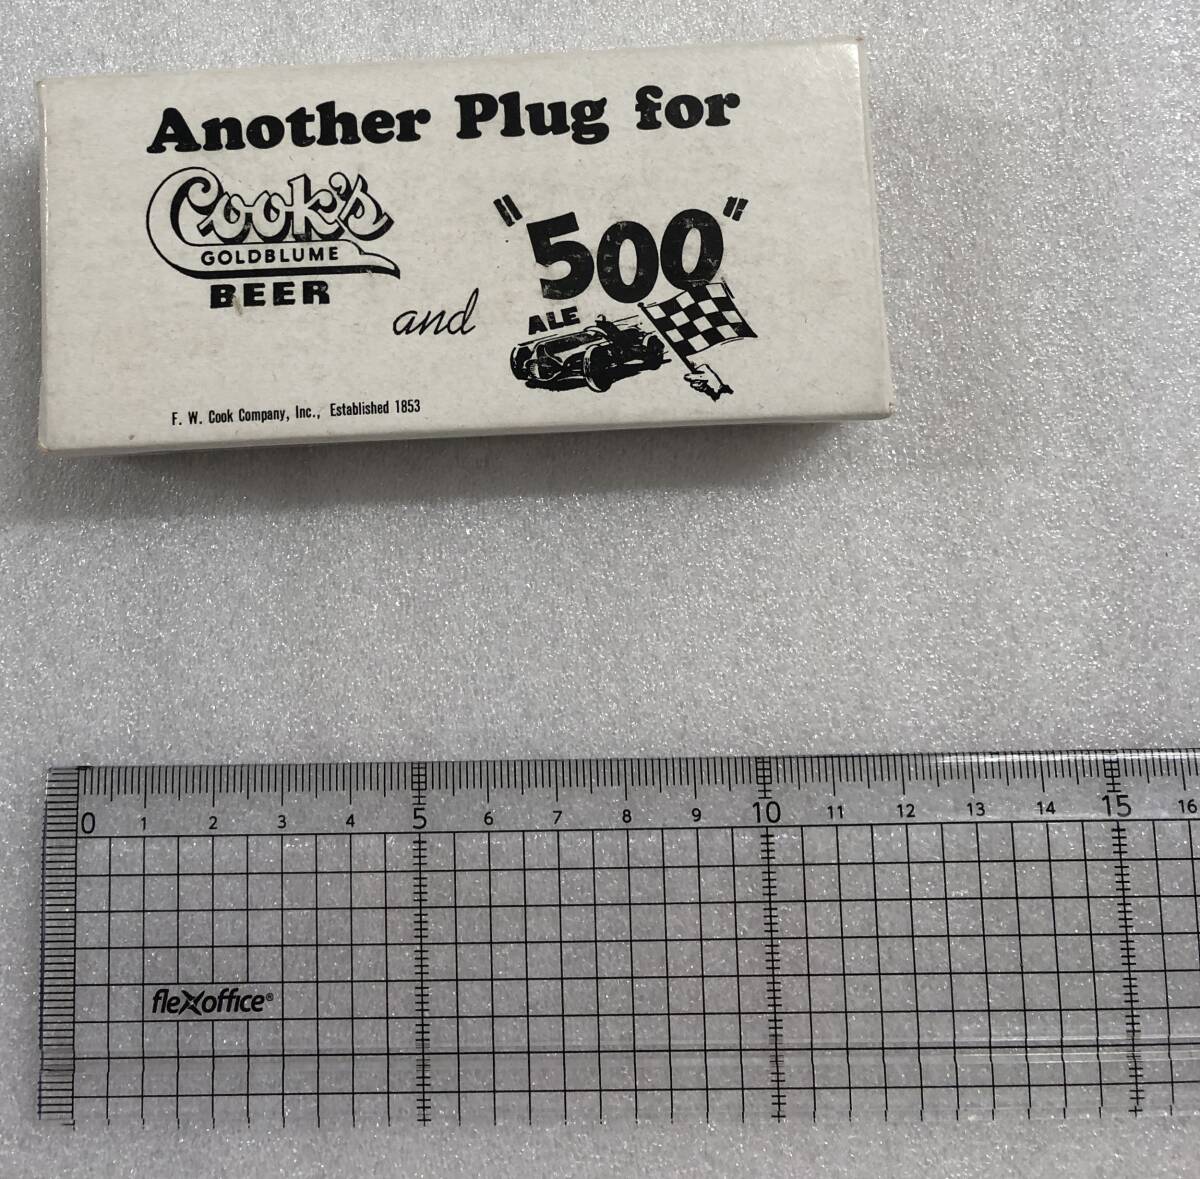 Another Plug for
Cook's
GOLDBLUME
BEER
and
"500"
ALE
F. W. Cook Company, Inc., Established 1853
0 1 2 3 4 5 6 7 8 9 10 11 12 13 14 15 16
flexoffice®